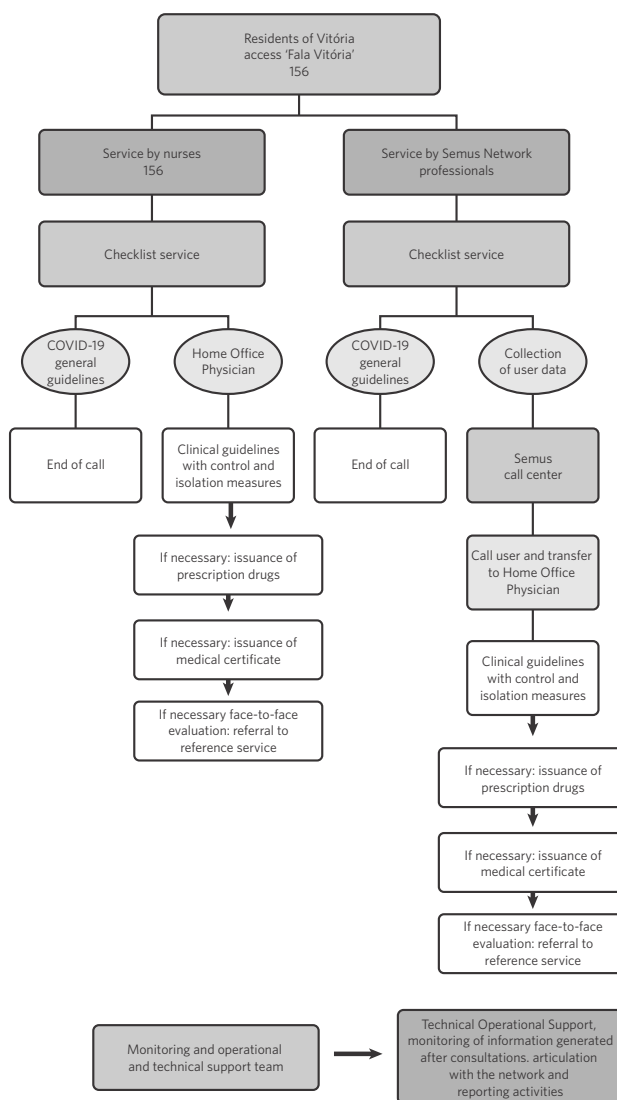 Residents of Vitória
access ‘Fala Vitória’
156
Service by nurses
156
Service by Semus Network
professionals
Checklist service
Checklist service
COVID-19
general
guidelines
Home Office
Physician
COVID-19
general
guidelines
Collection
of user data
End of call
Clinical guidelines
with control and
isolation measures
End of call
Semus
call center
If necessary: issuance of
prescription drugs
Call user and transfer
to Home Office
Physician
If necessary: issuance of
medical certificate
Clinical guidelines
with control and
isolation measures
If necessary face-to-face
evaluation: referral to
reference service
If necessary: issuance of
prescription drugs
If necessary: issuance of
medical certificate
If necessary face-to-face
evaluation: referral to
reference service
Monitoring and operational
and technical support team
Technical Operational Support,
monitoring of information generated
after consultations. articulation
with the network and
reporting activities